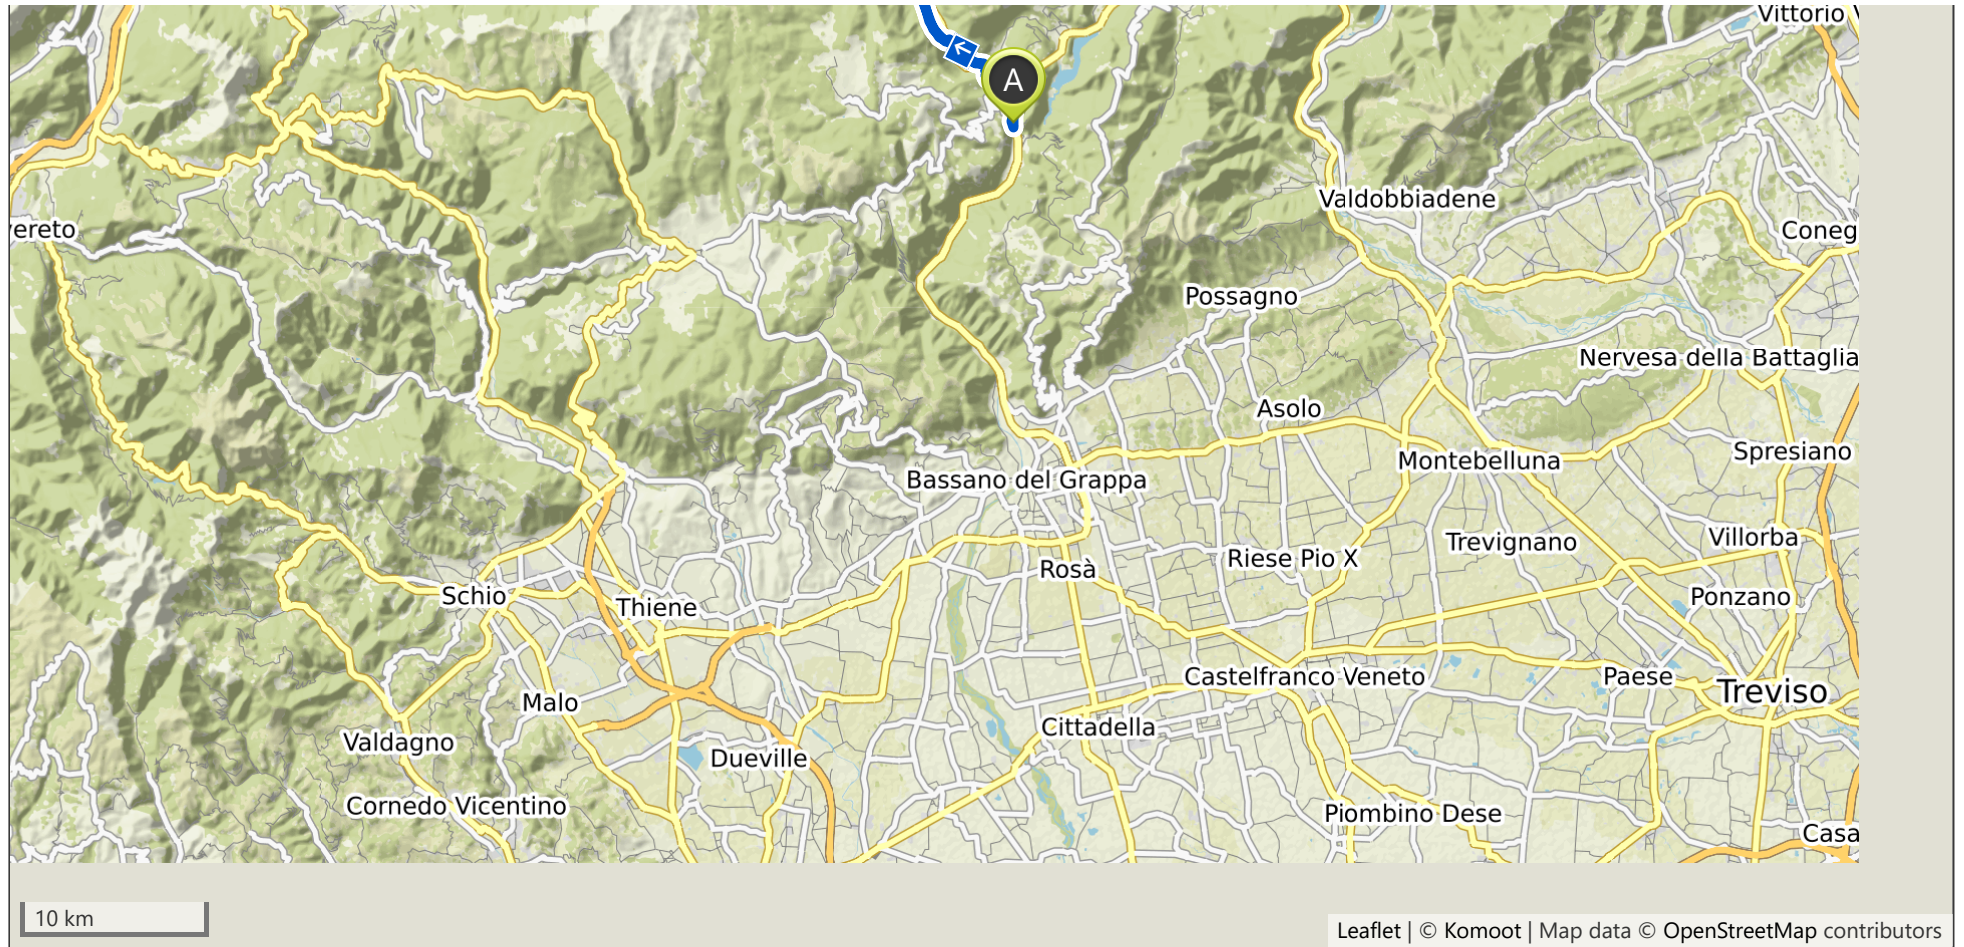 Vittorio V
A
Valdobbiadene
vereto
Coneg
Possagno
Nervesa della Battaglia
Asolo
Spresiano
Montebelluna
Bassano del Grappa
Villorba
Trevignano
Riese Pio X
Rosà
Schio
Ponzano
Thiene
Castelfranco Veneto
Paese
Treviso
Malo
Cittadella
Valdagno
Dueville
Cornedo Vicentino
Piombino Dese
Casa
10 km
Leaflet | © Komoot | Map data © OpenStreetMap contributors